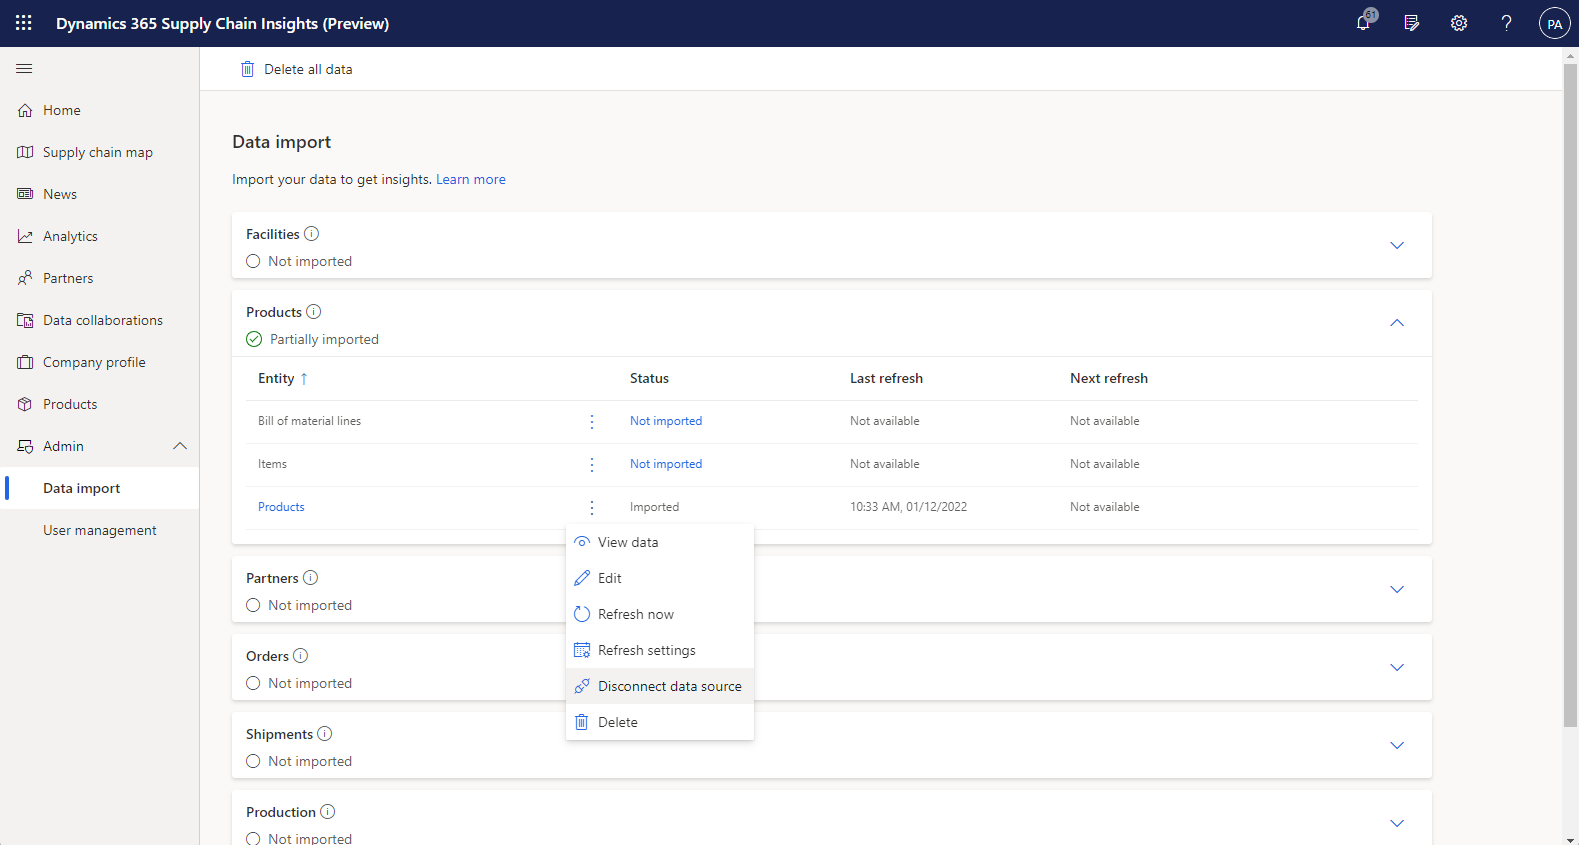 Dynamics 365 Supply Chain Insights (Preview)
61
PA
Delete all data
Home
Supply chain map
News
Analytics
Partners
Data collaborations
Company profile
Products
Admin
Data import
User management
Data import
Import your data to get insights. Learn more
Facilities
Not imported
Products
Partially imported
Entity ↑ Status Last refresh Next refresh
Bill of material lines Not imported Not available Not available
Items Not imported Not available Not available
Products Imported 10:33 AM, 01/12/2022 Not available
View data
Edit
Refresh now
Refresh settings
Disconnect data source
Delete
Partners
Not imported
Orders
Not imported
Shipments
Not imported
Production
Not imported